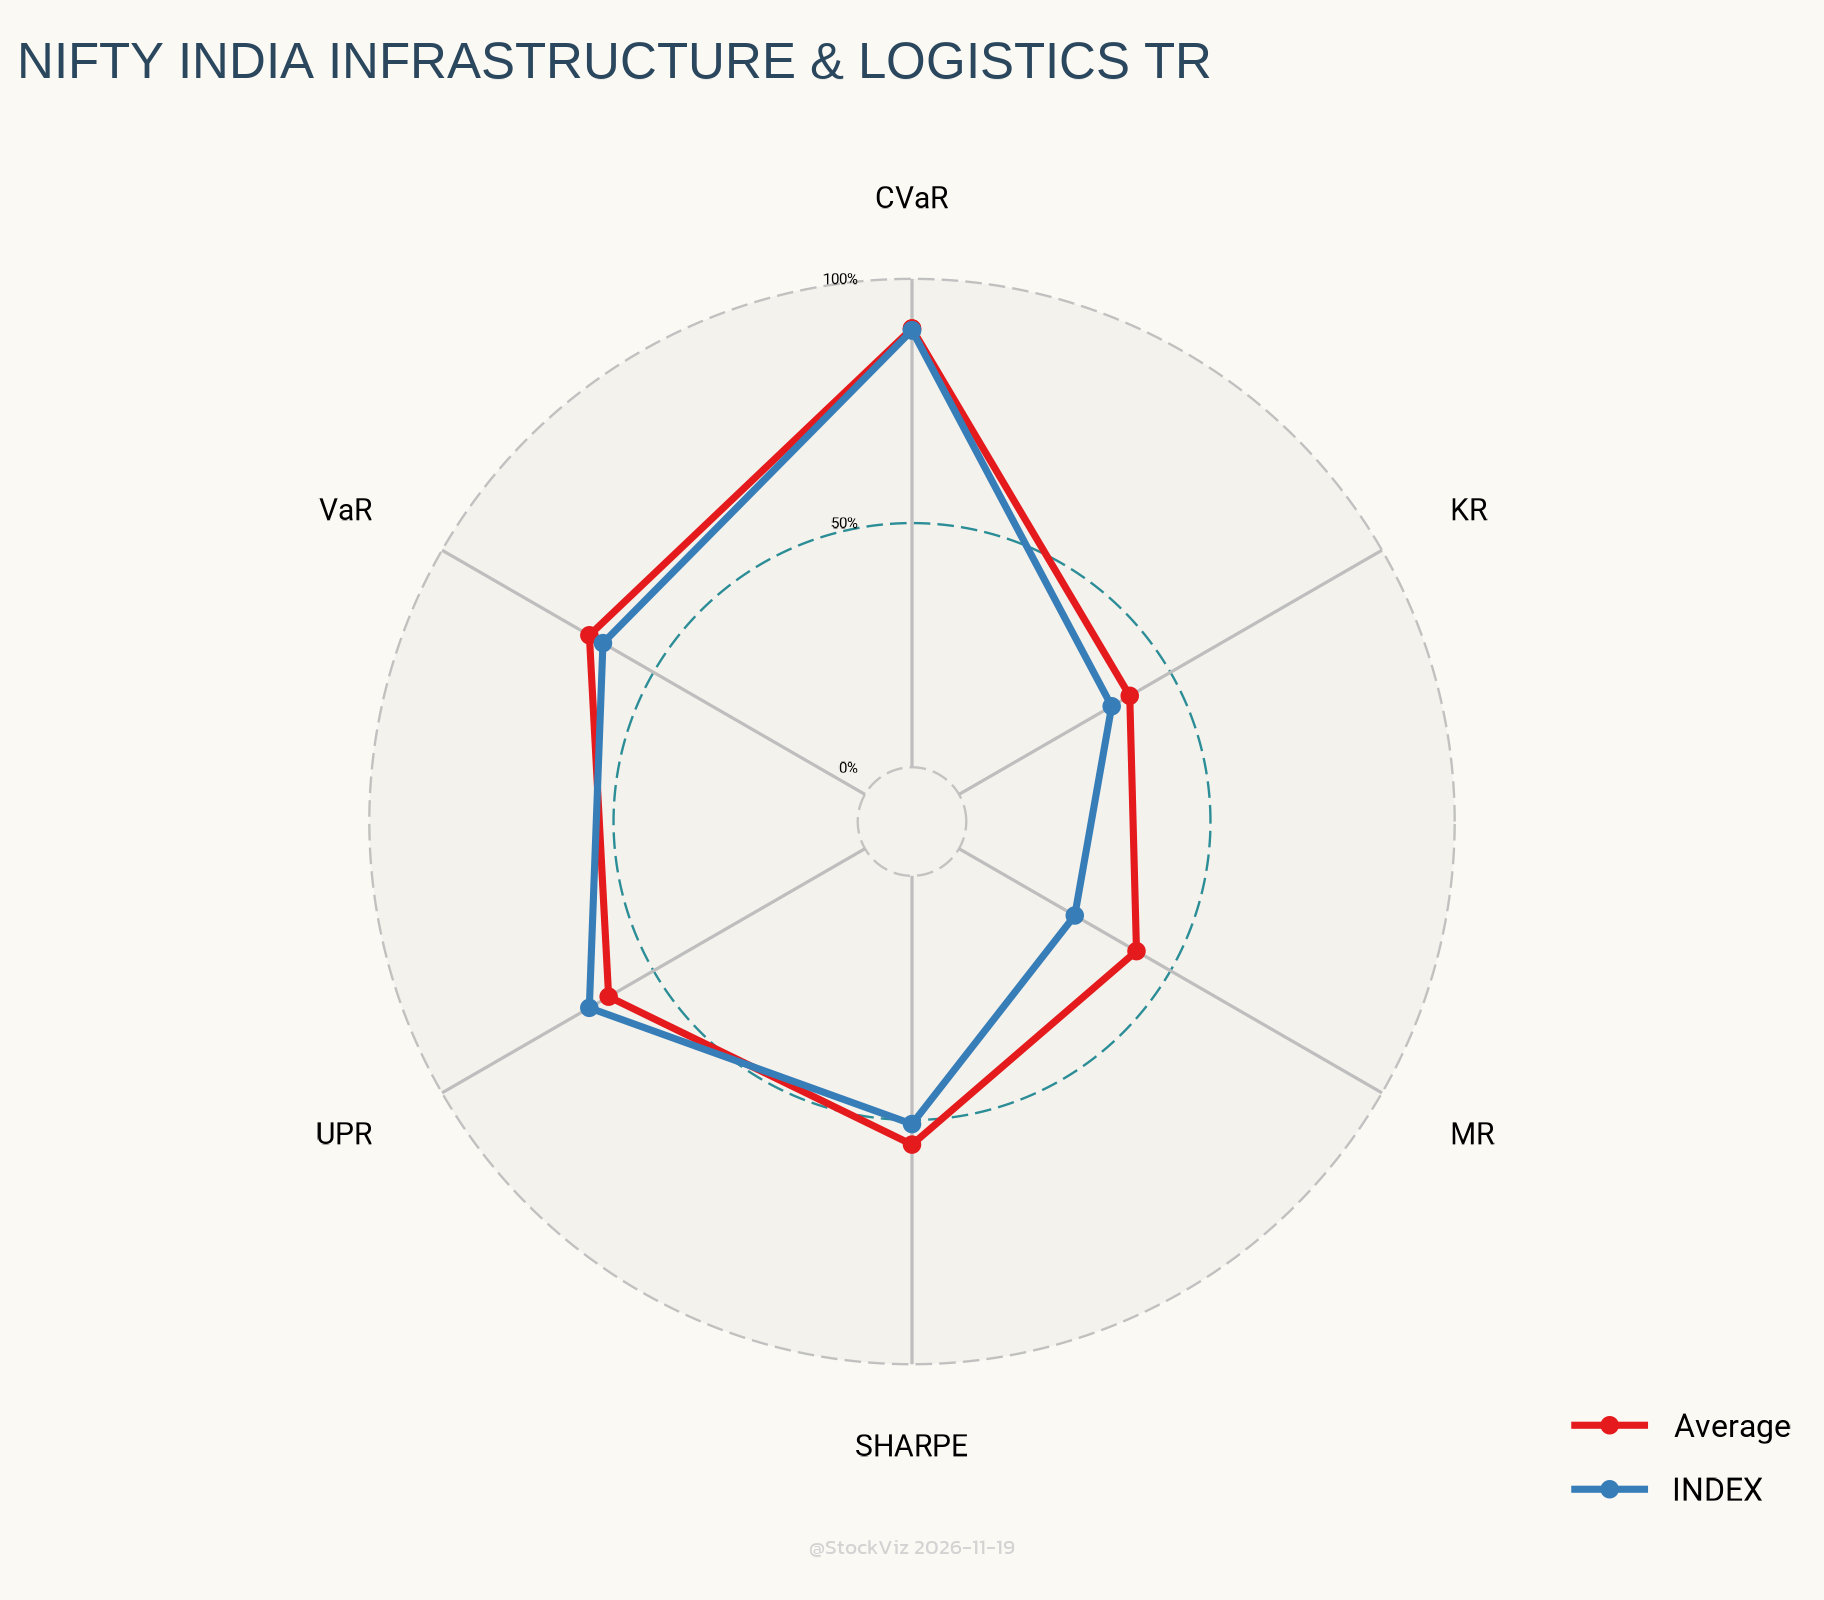 NIFTY INDIA INFRASTRUCTURE & LOGISTICS TR
CVaR
100%
KR
VaR
50%
0%
UPR
MR
SHARPE
Average
INDEX
@StockViz 2026-11-19